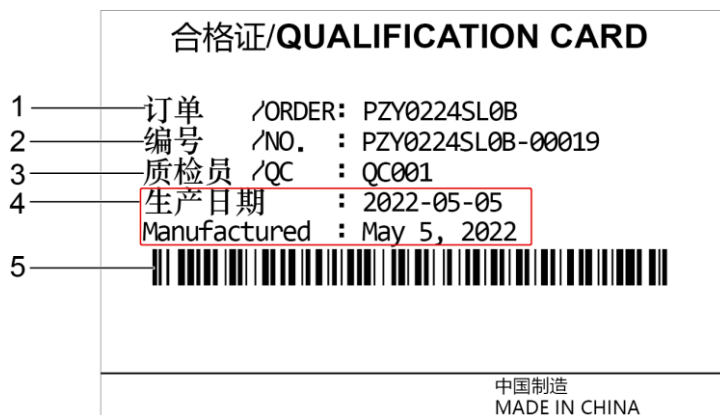 合格证/QUALIFICATION CARD
1 订单 /ORDER: PZY0224SL0B
2 编号 /NO. : PZY0224SL0B-00019
3 质检员 /QC : QC001
4 生产日期 : 2022-05-05
Manufactured : May 5, 2022
5
中国制造
MADE IN CHINA